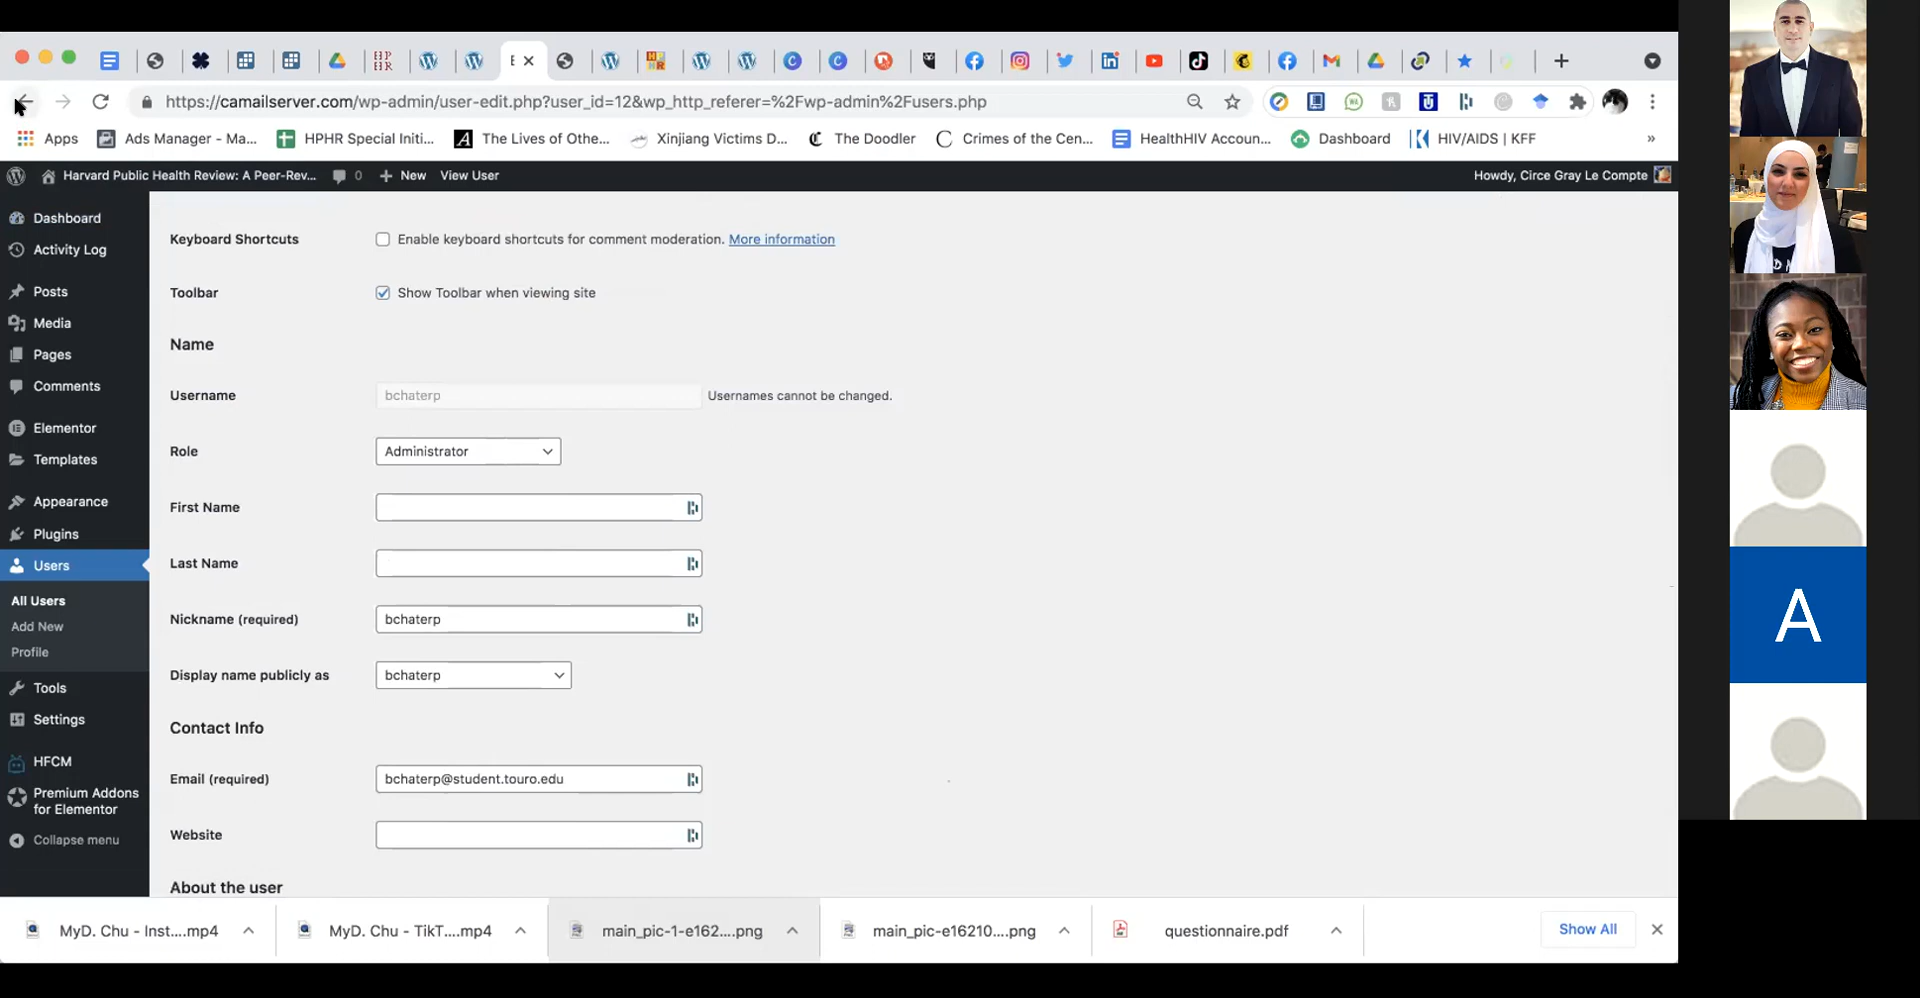 https://camailserver.com/wp-admin/user-edit.php?user_id=12&wp_http_referer=%2Fwp-admin%2Fusers.php
Apps
Ads Manager - Ma...
HPHR Special Initi...
The Lives of Othe...
Xinjiang Victims D...
The Doodler
Crimes of the Cen...
HealthHIV Accoun...
Dashboard
HIV/AIDS | KFF
»
Harvard Public Health Review: A Peer-Rev...
0
New
View User
Howdy, Circe Gray Le Compte
Dashboard
Activity Log
Posts
Media
Pages
Comments
Elementor
Templates
Appearance
Plugins
Users
All Users
Add New
Profile
Tools
Settings
HFCM
Premium Addons
for Elementor
Collapse menu
Keyboard Shortcuts
Enable keyboard shortcuts for comment moderation. More information
Toolbar
Show Toolbar when viewing site
Name
Username
bchaterp
Usernames cannot be changed.
Role
Administrator
First Name
Last Name
Nickname (required)
bchaterp
Display name publicly as
bchaterp
Contact Info
Email (required)
bchaterp@student.touro.edu
Website
About the user
MyD. Chu - Inst....mp4
MyD. Chu - TikT....mp4
main_pic-1-e162....png
main_pic-e16210....png
questionnaire.pdf
Show All
A